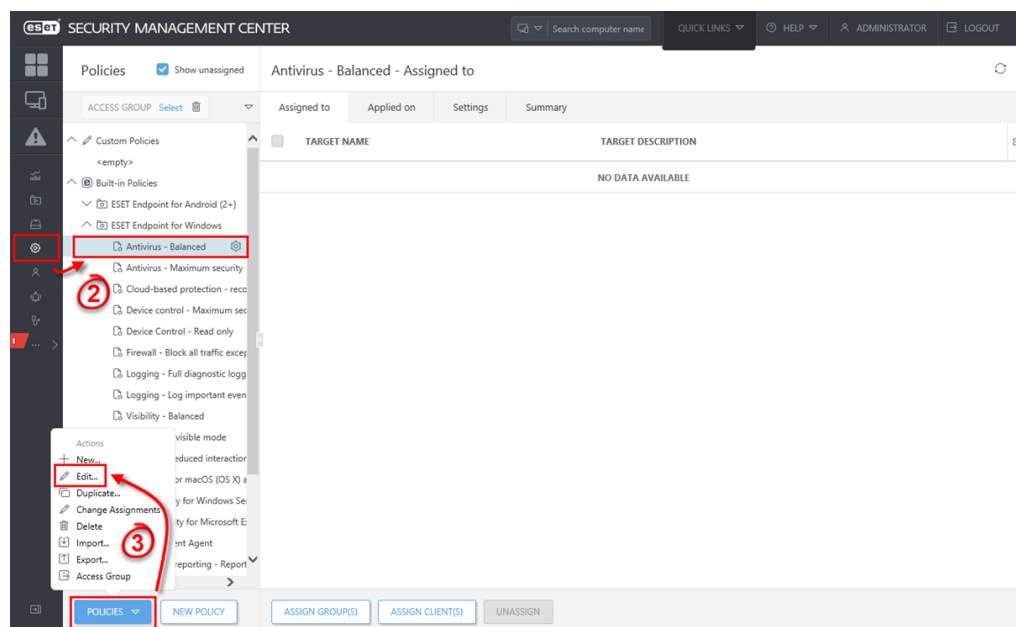 eset SECURITY MANAGEMENT CENTER
Search computer name
QUICK LINKS
HELP
ADMINISTRATOR
LOGOUT
Policies
Show unassigned
Antivirus - Balanced - Assigned to
ACCESS GROUP Select
Assigned to
Applied on
Settings
Summary
TARGET NAME
TARGET DESCRIPTION
NO DATA AVAILABLE
Custom Policies
<empty>
Built-in Policies
ESET Endpoint for Android (2+)
ESET Endpoint for Windows
Antivirus - Balanced
Antivirus - Maximum security
2
Cloud-based protection - reco
Device control - Maximum sec
Device Control - Read only
Firewall - Block all traffic excep
1
Logging - Full diagnostic logg
Logging - Log important even
Visibility - Balanced
visible mode
educed interaction
or macOS (OS X) a
y for Windows Se
ty for Microsoft E
ent Agent
reporting - Report
Actions
New...
Edit...
Duplicate...
Change Assignments
Delete
Import...
Export...
Access Group
3
POLICIES
NEW POLICY
ASSIGN GROUP(S)
ASSIGN CLIENT(S)
UNASSIGN